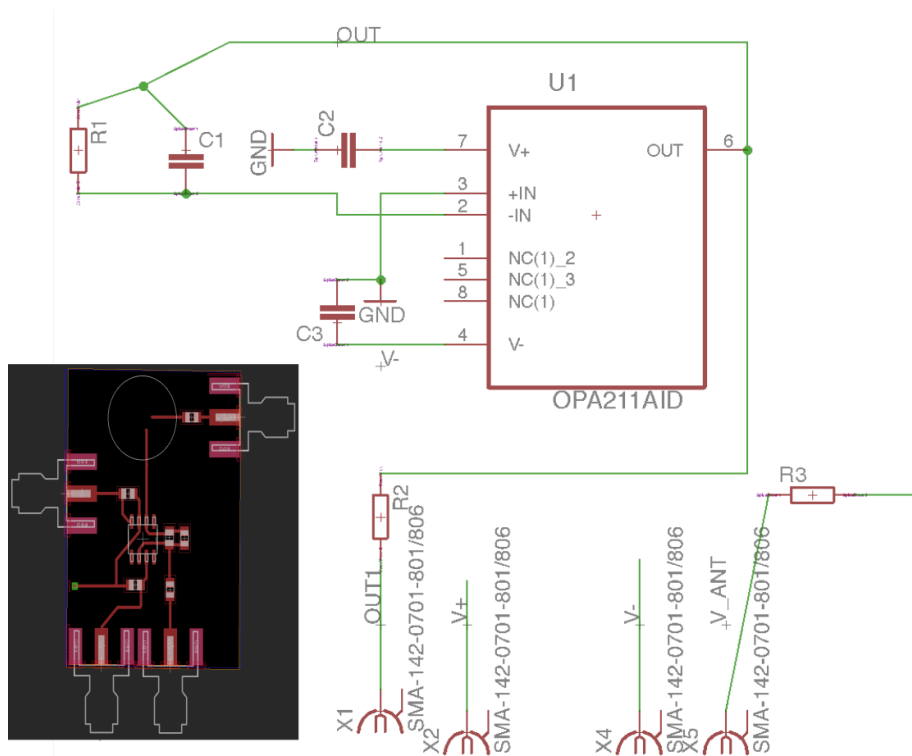 OUT
U1
R1
C1
GND
C2
7
V+
OUT
6
3
+IN
2
-IN
1
NC(1)_2
5
NC(1)_3
8
NC(1)
GND
C3
4
V-
V-
OPA211AID
R2
R3
OUT1
V+
V-
V_ANT
SMA-142-0701-801/806
SMA-142-0701-801/806
SMA-142-0701-801/806
SMA-142-0701-801/806
X1
X2
X4
X5